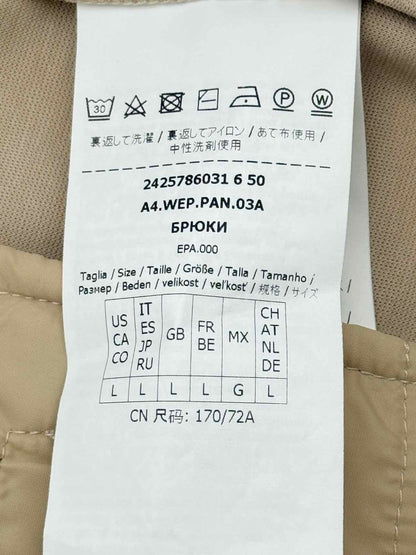 30
裏返して洗濯 / 裏返してアイロン / あて布使用 /
中性洗剤使用
2425786031 6 50
A4.WEP.PAN.03A
БРЮКИ
EPA.000
Taglia / Size / Taille / Größe / Talla / Tamanho /
Размер / Beden / velikost / veľkosť / 规格 / サイズ
US CA CO
IT ES JP RU
GB
FR BE
MX
CH AT NL DE
L L L L G L
CN 尺码: 170/72A